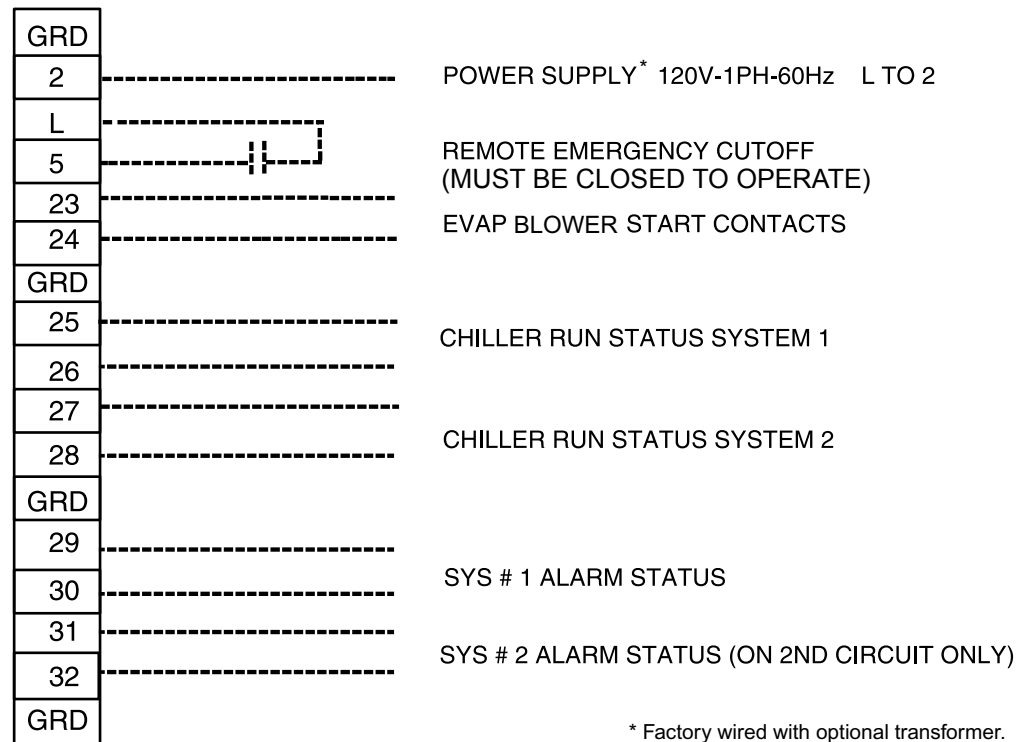 GRD
2 POWER SUPPLY* 120V-1PH-60Hz L TO 2
L
5 REMOTE EMERGENCY CUTOFF
(MUST BE CLOSED TO OPERATE)
23
24 EVAP BLOWER START CONTACTS
GRD
25
CHILLER RUN STATUS SYSTEM 1
26
27
CHILLER RUN STATUS SYSTEM 2
28
GRD
29
SYS # 1 ALARM STATUS
30
31
SYS # 2 ALARM STATUS (ON 2ND CIRCUIT ONLY)
32
GRD
* Factory wired with optional transformer.